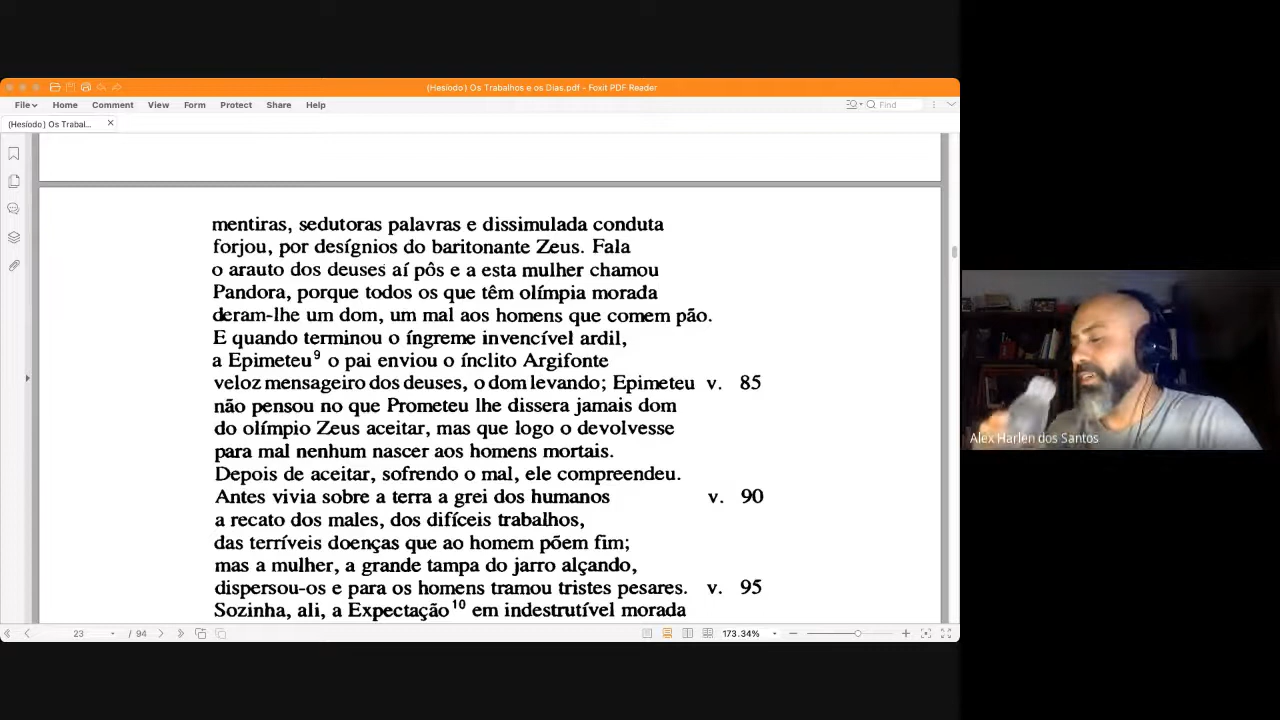 (Hesíodo) Os Trabalhos e os Dias.pdf - Foxit PDF Reader
File Home Comment View Form Protect Share Help Find
(Hesíodo) Os Trabal...
mentiras, sedutoras palavras e dissimulada conduta
forjou, por desígnios do baritonante Zeus. Fala
o arauto dos deuses aí pôs e a esta mulher chamou
Pandora, porque todos os que têm olímpia morada
deram-lhe um dom, um mal aos homens que comem pão.
E quando terminou o íngreme invencível ardil,
a Epimeteu⁹ o pai enviou o ínclito Argifonte
veloz mensageiro dos deuses, o dom levando; Epimeteu v. 85
não pensou no que Prometeu lhe dissera jamais dom
do olímpio Zeus aceitar, mas que logo o devolvesse
para mal nenhum nascer aos homens mortais.
Depois de aceitar, sofrendo o mal, ele compreendeu.
Antes vivia sobre a terra a grei dos humanos v. 90
a recato dos males, dos difíceis trabalhos,
das terríveis doenças que ao homem põem fim;
mas a mulher, a grande tampa do jarro alçando,
dispersou-os e para os homens tramou tristes pesares. v. 95
Sozinha, ali, a Expectação¹⁰ em indestrutível morada
23 / 94 173.34%
Alex Harlen dos Santos